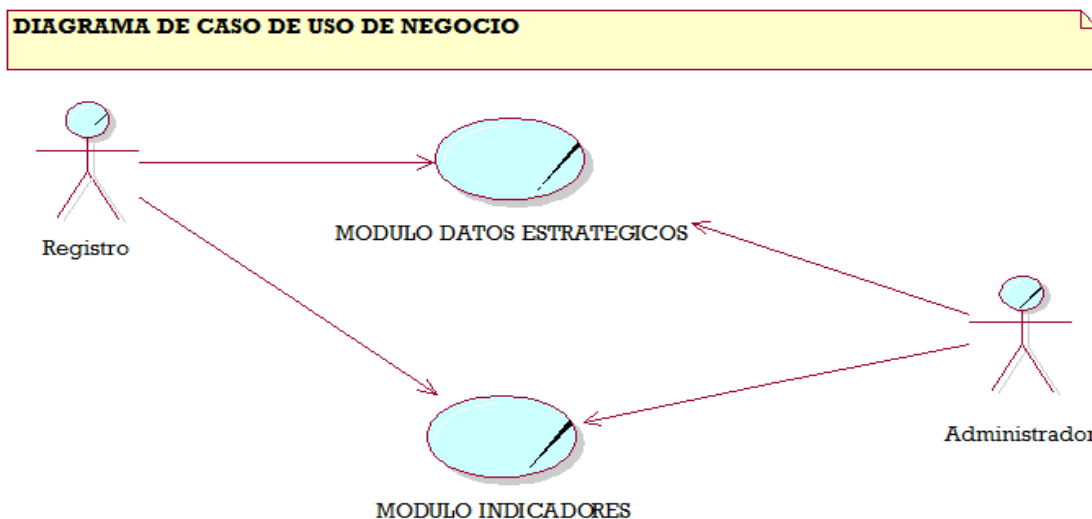 DIAGRAMA DE CASO DE USO DE NEGOCIO
Registro
MODULO DATOS ESTRATEGICOS
Administrador
MODULO INDICADORES